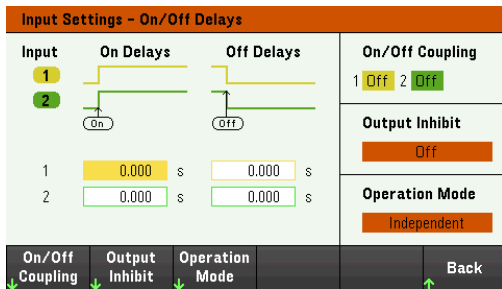 Input Settings - On/Off Delays
Input On Delays Off Delays
1
2
On Off
1 0.000 s 0.000 s
2 0.000 s 0.000 s
On/Off Coupling
1 Off 2 Off
Output Inhibit
Off
Operation Mode
Independent
On/Off Coupling
Output Inhibit
Operation Mode
Back